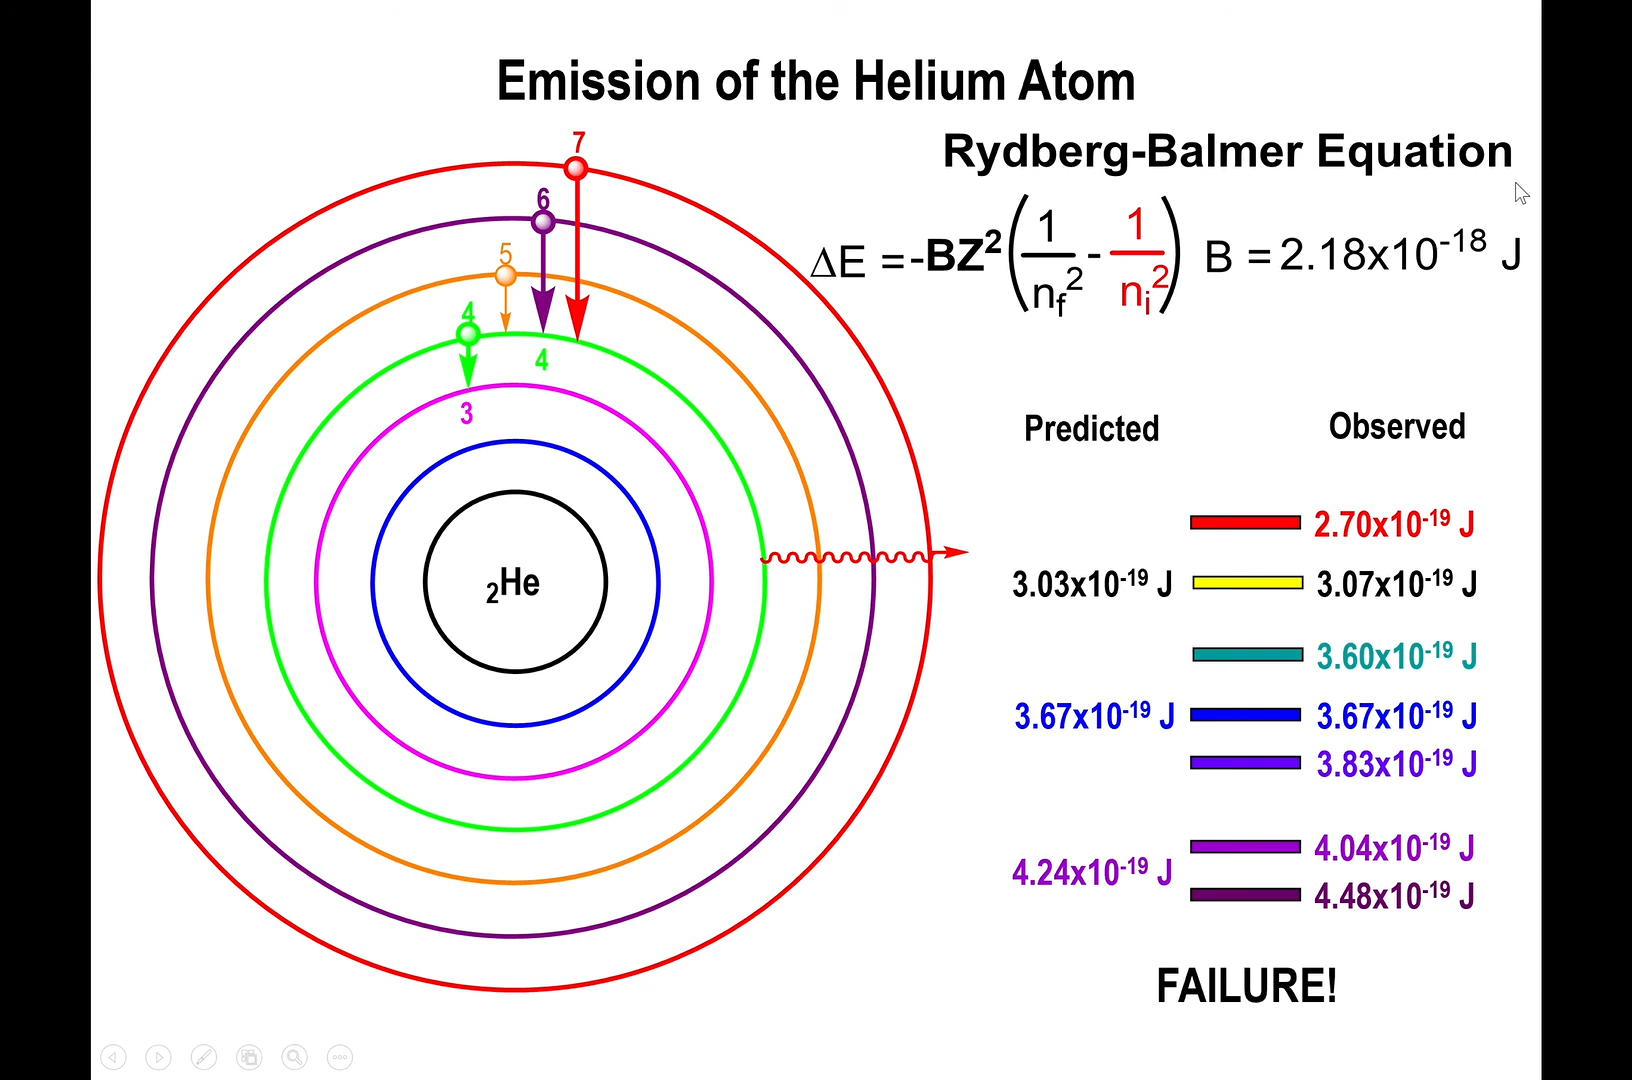 Emission of the Helium Atom
Rydberg-Balmer Equation
ΔE = -BZ²(1/n_f² - 1/n_i²) B = 2.18x10⁻¹⁸ J
7
6
5
4
4
3
₂He
Predicted Observed
2.70x10⁻¹⁹ J
3.03x10⁻¹⁹ J 3.07x10⁻¹⁹ J
3.60x10⁻¹⁹ J
3.67x10⁻¹⁹ J 3.67x10⁻¹⁹ J
3.83x10⁻¹⁹ J
4.04x10⁻¹⁹ J
4.24x10⁻¹⁹ J
4.48x10⁻¹⁹ J
FAILURE!